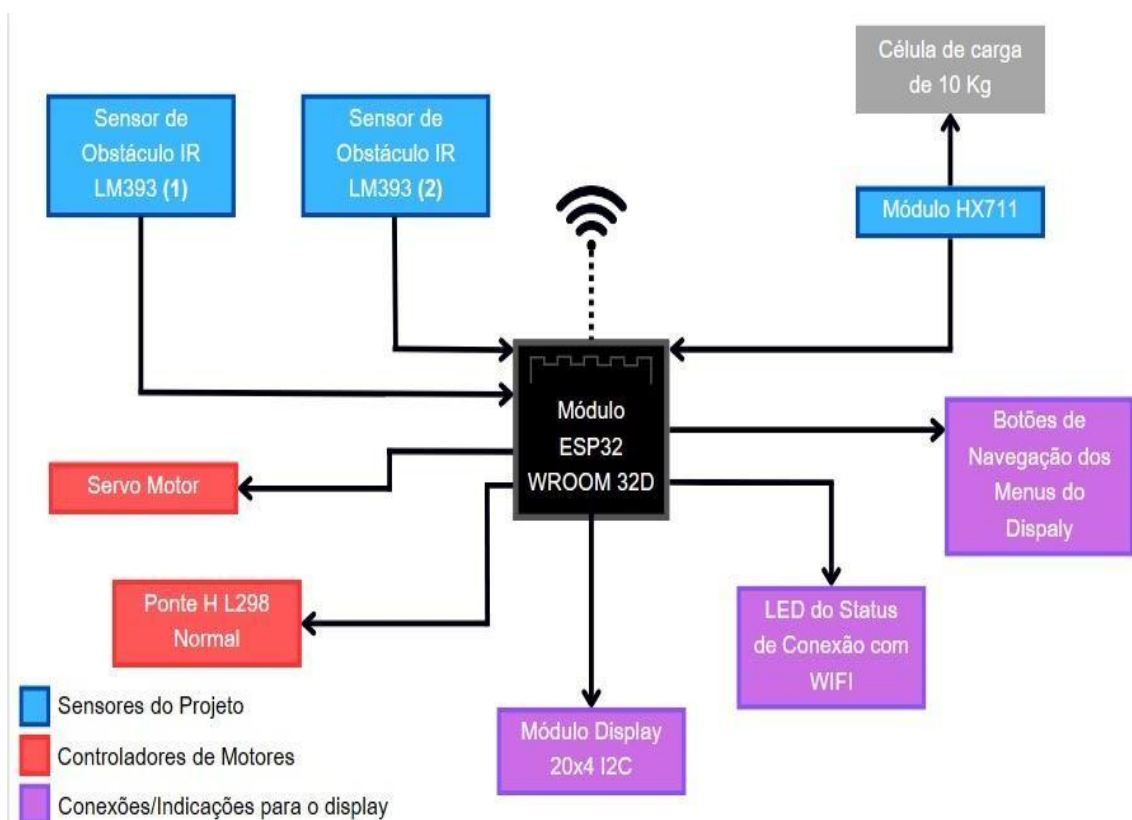 Célula de carga
de 10 Kg
Sensor de
Obstáculo IR
LM393 (1)
Sensor de
Obstáculo IR
LM393 (2)
Módulo HX711
Módulo
ESP32
WROOM 32D
Botões de
Navegação dos
Menus do
Dispaly
Servo Motor
Ponte H L298
Normal
LED do Status
de Conexão com
WIFI
Módulo Display
20x4 I2C
Sensores do Projeto
Controladores de Motores
Conexões/Indicações para o display